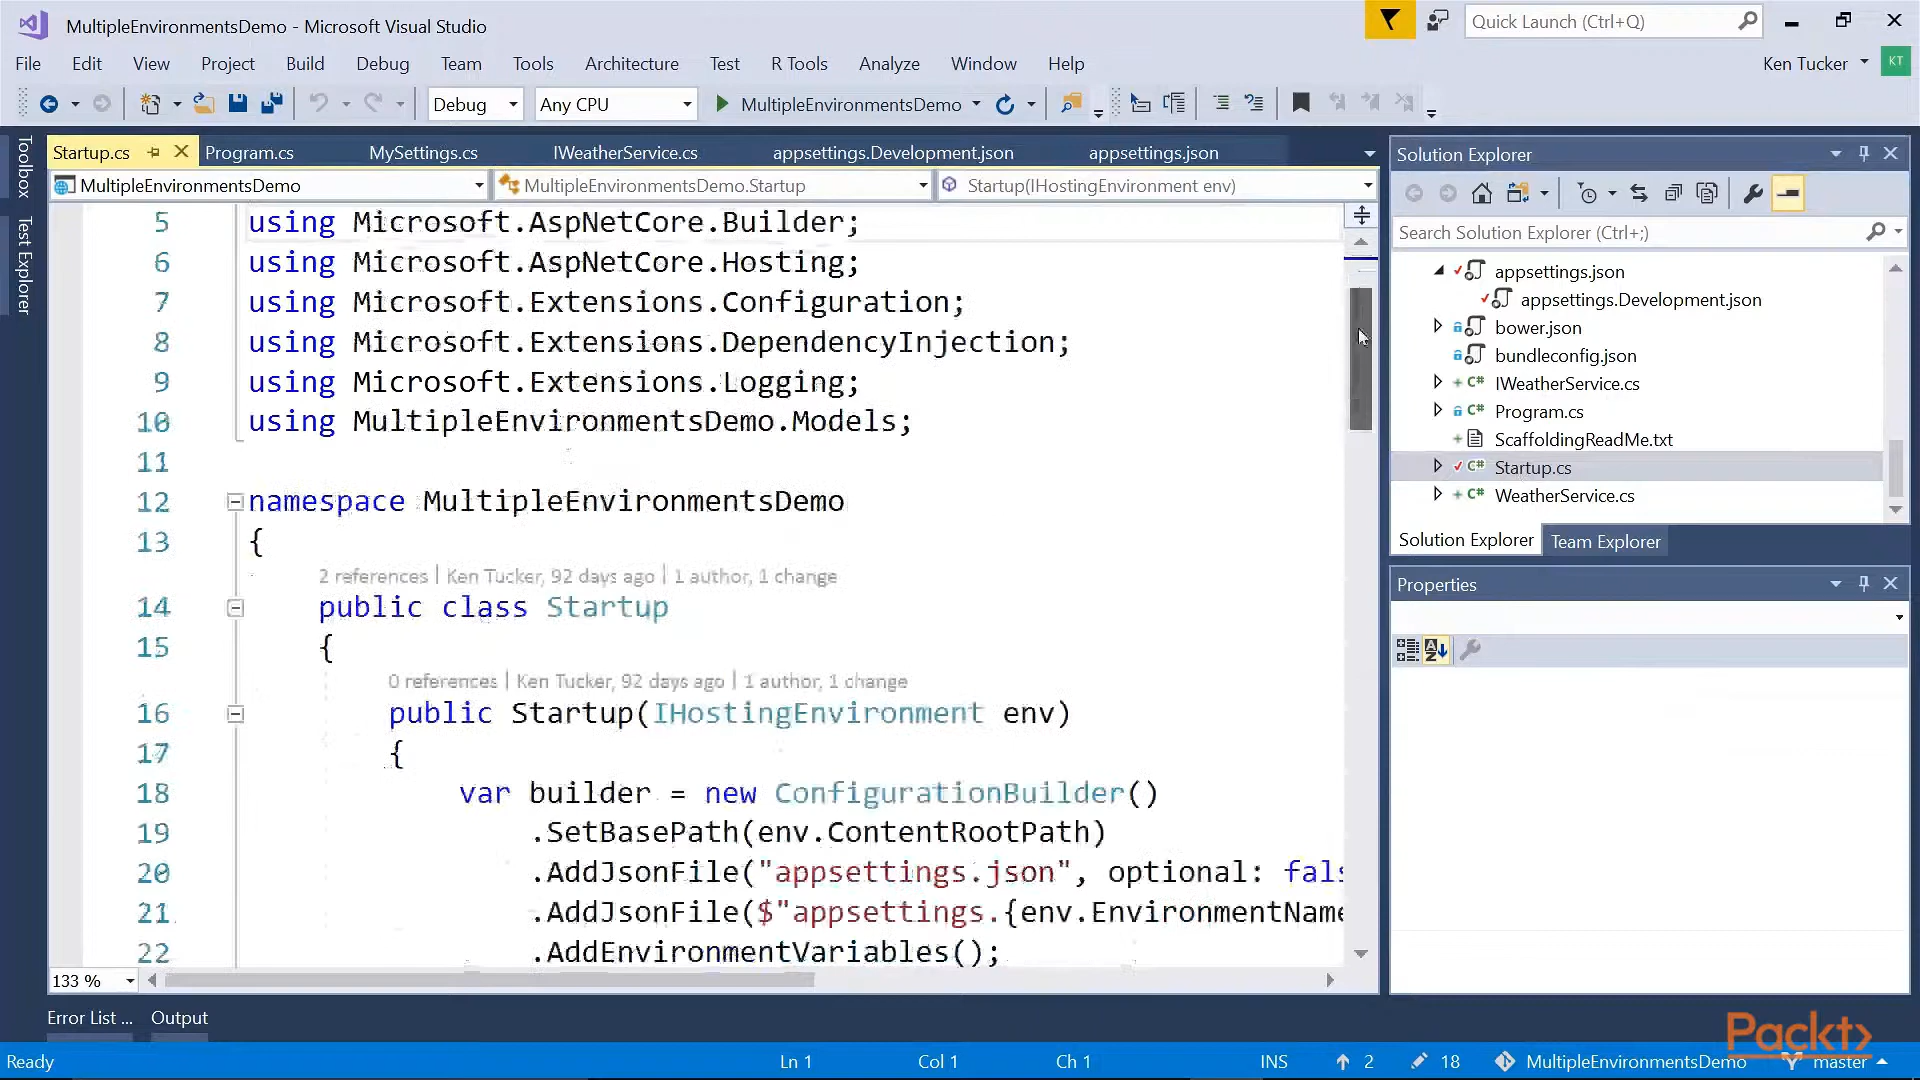 MultipleEnvironmentsDemo - Microsoft Visual Studio
Quick Launch (Ctrl+Q)
File Edit View Project Build Debug Team Tools Architecture Test R Tools Analyze Window Help
Ken Tucker KT
Debug Any CPU MultipleEnvironmentsDemo
Toolbox
Test Explorer
Startup.cs Program.cs MySettings.cs IWeatherService.cs appsettings.Development.json appsettings.json
MultipleEnvironmentsDemo MultipleEnvironmentsDemo.Startup Startup(IHostingEnvironment env)
5 using Microsoft.AspNetCore.Builder;
6 using Microsoft.AspNetCore.Hosting;
7 using Microsoft.Extensions.Configuration;
8 using Microsoft.Extensions.DependencyInjection;
9 using Microsoft.Extensions.Logging;
10 using MultipleEnvironmentsDemo.Models;
11
12 namespace MultipleEnvironmentsDemo
13 {
2 references | Ken Tucker, 92 days ago | 1 author, 1 change
14 public class Startup
15 {
0 references | Ken Tucker, 92 days ago | 1 author, 1 change
16 public Startup(IHostingEnvironment env)
17 {
18 var builder = new ConfigurationBuilder()
19 .SetBasePath(env.ContentRootPath)
20 .AddJsonFile("appsettings.json", optional: fals
21 .AddJsonFile($"appsettings.{env.EnvironmentName
22 .AddEnvironmentVariables();
133 %
Solution Explorer
Search Solution Explorer (Ctrl+;)
appsettings.json
appsettings.Development.json
bower.json
bundleconfig.json
C# IWeatherService.cs
C# Program.cs
ScaffoldingReadMe.txt
C# Startup.cs
C# WeatherService.cs
Solution Explorer Team Explorer
Properties
Error List ... Output
Packt>
Ready Ln 1 Col 1 Ch 1 INS 2 18 MultipleEnvironmentsDemo master